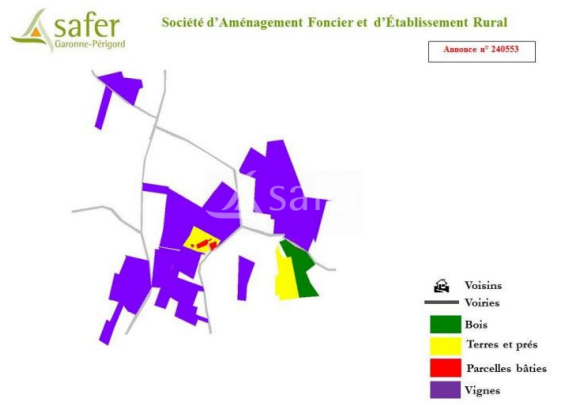 safer
Garonne-Périgord
Société d'Aménagement Foncier et d'Établissement Rural
Annonce n° 240553
safer
Voisins
Voiries
Bois
Terres et prés
Parcelles bâties
Vignes